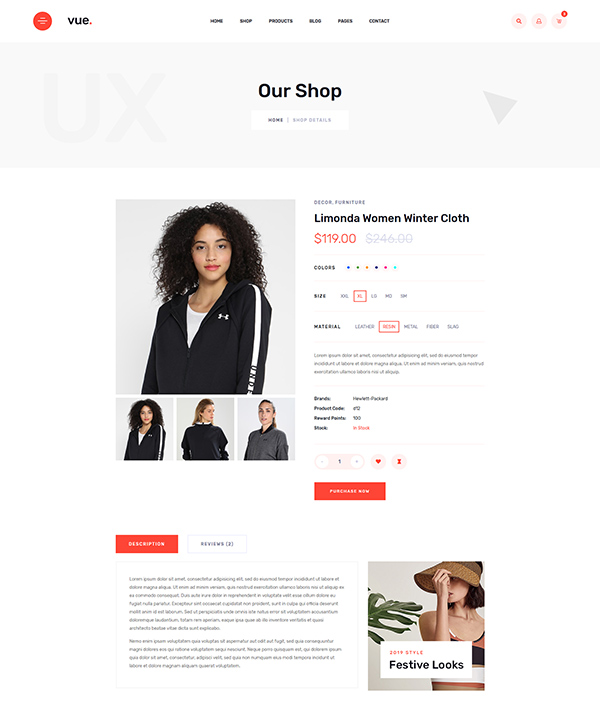 vue.
HOME SHOP PRODUCTS BLOG PAGES CONTACT
UX
Our Shop
HOME | SHOP DETAILS
DECOR, FURNITURE
Limonda Women Winter Cloth
$119.00 $246.00
COLORS
SIZE XXL XL LG MD SM
MATERIAL LEATHER RESIN METAL FIBER SLAG
Lorem ipsum dolor sit amet, consectetur adipisicing elit, sed do eiusmod tempor
incididunt ut labore et dolore magna aliqua. Ut enim ad minim veniam, quis nostrud
exercitation ullamco laboris nisi ut aliquip.
Brands: Hewlett-Packard
Product Code: d12
Reward Points: 100
Stock: In Stock
- 1 +
PURCHASE NOW
DESCRIPTION REVIEWS (2)
Lorem ipsum dolor sit amet, consectetur adipisicing elit, sed do eiusmod tempor incididunt ut labore et
dolore magna aliqua. Ut enim ad minim veniam, quis nostrud exercitation ullamco laboris nisi ut aliquip ex
ea commodo consequat. Duis aute irure dolor in reprehenderit in voluptate velit esse cillum dolore eu
fugiat nulla pariatur. Excepteur sint occaecat cupidatat non proident, sunt in culpa qui officia deserunt
mollit anim id est laborum. Sed ut perspiciatis unde omnis iste natus error sit voluptatem accusantium
doloremque laudantium, totam rem aperiam, eaque ipsa quae ab illo inventore veritatis et quasi
architecto beatae vitae dicta sunt explicabo.
Nemo enim ipsam voluptatem quia voluptas sit aspernatur aut odit aut fugit, sed quia consequuntur
magni dolores eos qui ratione voluptatem sequi nesciunt. Neque porro quisquam est, qui dolorem ipsum
quia dolor sit amet, consectetur, adipisci velit, sed quia non numquam eius modi tempora incidunt ut
labore et dolore magnam aliquam quaerat voluptatem.
2019 STYLE
Festive Looks